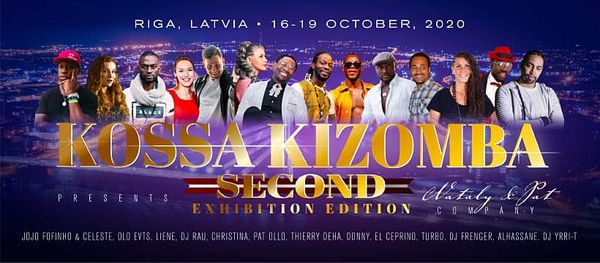 RIGA, LATVIA • 16-19 OCTOBER, 2020
KOSSA KIZOMBA
PRESENTS
SECOND
EXHIBITION EDITION
Nataly & Pat
COMPANY
JOJO FOFINHO & CELESTE, OLO EVTS, LIENE, DJ RAU, CHRISTINA, PAT OLLO, THIERRY DEHA, DONNY, EL CEPRINO, TURBO, DJ FRENGER, ALHASSANE. DJ YRRI-T